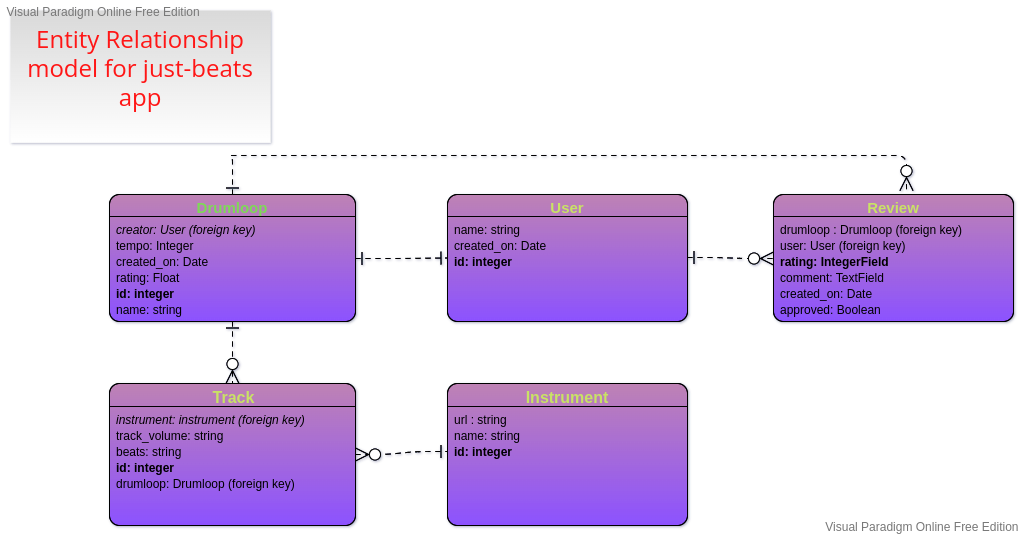 Visual Paradigm Online Free Edition
Entity Relationship
model for just-beats
app
Drumloop
creator: User (foreign key)
tempo: Integer
created_on: Date
rating: Float
id: integer
name: string
User
name: string
created_on: Date
id: integer
Review
drumloop : Drumloop (foreign key)
user: User (foreign key)
rating: IntegerField
comment: TextField
created_on: Date
approved: Boolean
Track
instrument: instrument (foreign key)
track_volume: string
beats: string
id: integer
drumloop: Drumloop (foreign key)
Instrument
url : string
name: string
id: integer
Visual Paradigm Online Free Edition